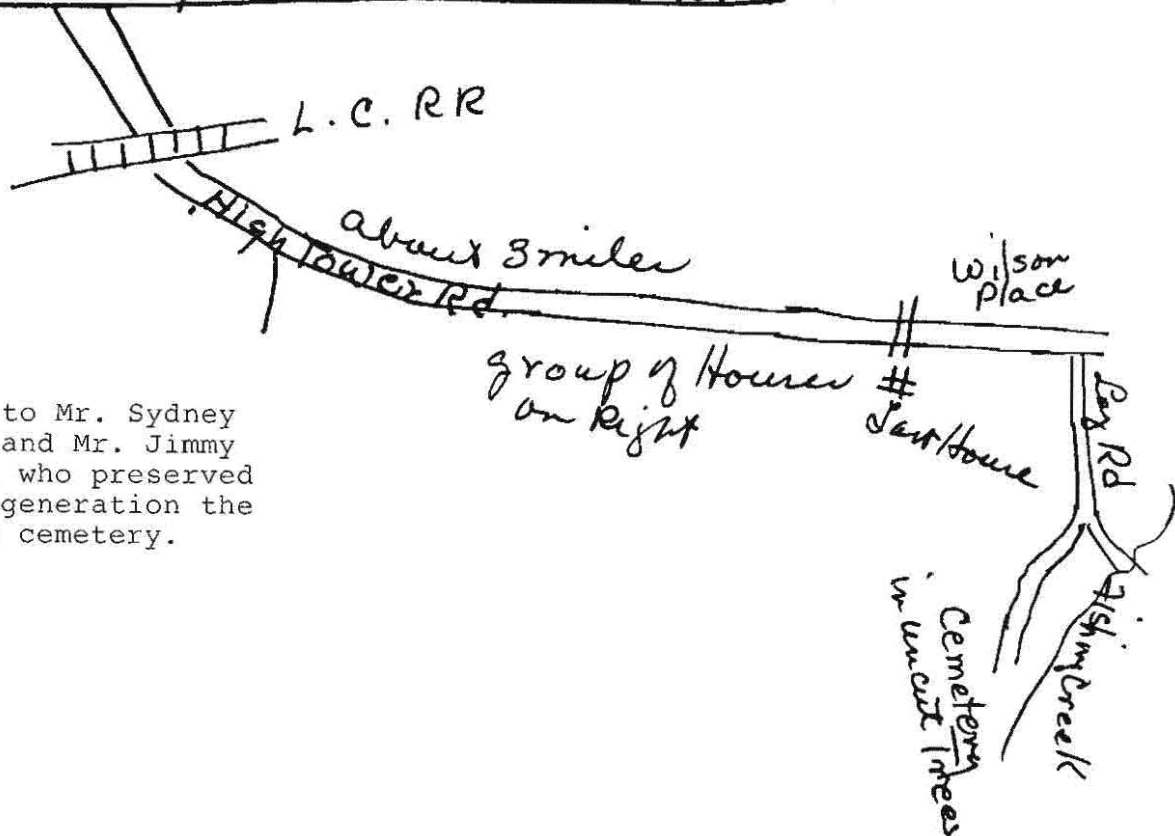 L.C. RR
High Tower Rd.
about 3 miles
Wilson
Place
group of Houses
on Right
#
Last House
Log Rd
to Mr. Sydney
and Mr. Jimmy
who preserved
generation the
cemetery.
Fishing Creek
Cemetery
in uncut Trees